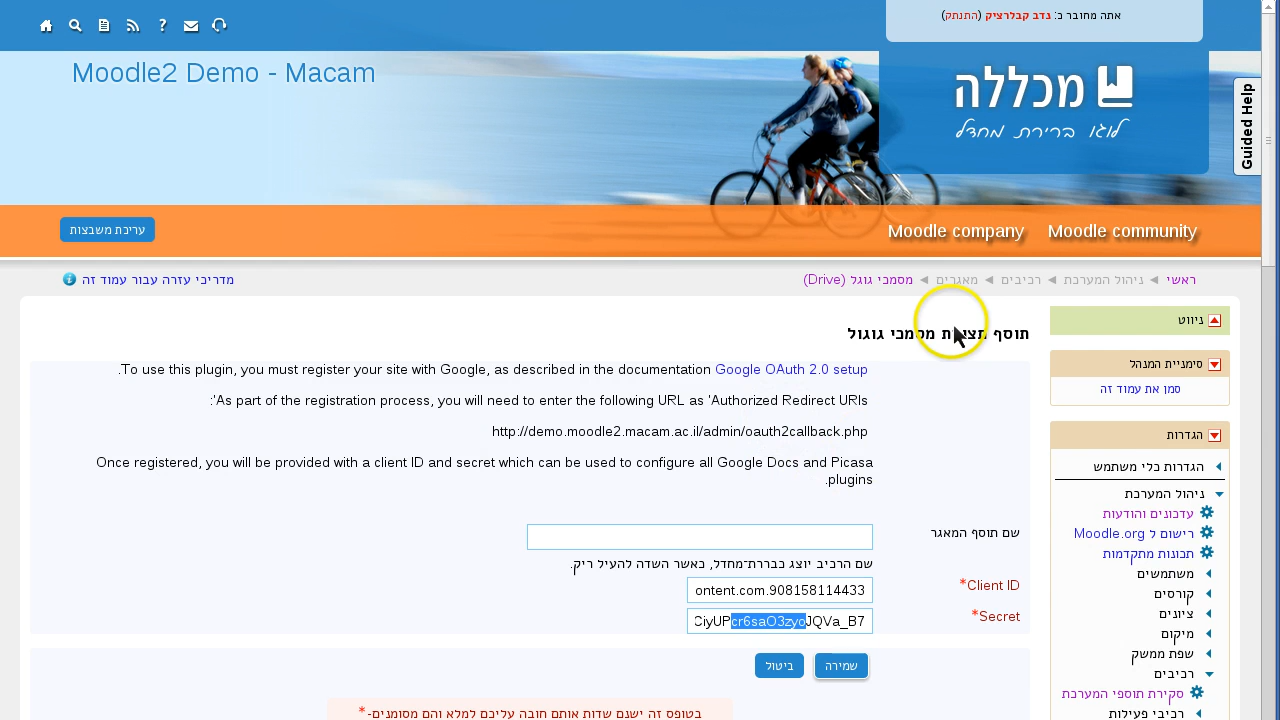 אתה מחובר כ: נדב קבלרציק (התנתק)
Moodle2 Demo - Macam
מכללה
לוגו ברירת מחדל
Guided Help
Moodle community
Moodle company
עריכת משבצות
ראשי ◄ ניהול המערכת ◄ רכיבים ◄ מאגרים ◄ מסמכי גוגל (Drive)
מדריכי עזרה עבור עמוד זה
ניווט
סימניית המנהל
סמן את עמוד זה
הגדרות
הגדרות כלי משתמש
ניהול המערכת
עדכונים והודעות
רישום ל Moodle.org
תכונות מתקדמות
משתמשים
קורסים
ציונים
מיקום
שפת ממשק
רכיבים
סקירת תוספי המערכת
רכיבי פעילות
תוסף תצורת מסמכי גוגול
To use this plugin, you must register your site with Google, as described in the documentation Google OAuth 2.0 setup.
As part of the registration process, you will need to enter the following URL as 'Authorized Redirect URIs':
http://demo.moodle2.macam.ac.il/admin/oauth2callback.php
Once registered, you will be provided with a client ID and secret which can be used to configure all Google Docs and Picasa
plugins.
שם תוסף המאגר
שם הרכיב יוצג כבררת־מחדל, כאשר השדה להעיל ריק.
Client ID*
ontent.com.908158114433
Secret*
CiyUPcr6saO3zyoJQVa_B7
שמירה
ביטול
בטופס זה ישנם שדות אותם חובה עליכם למלא והם מסומנים-*